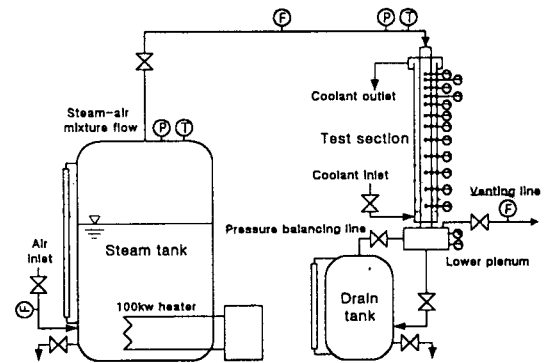 F
P T
Steam-air
mixture flow
P T
Coolant outlet
Test section
Coolant inlet
Vanting line
F
Air
inlet
Steam tank
Pressure balancing line
Lower plenum
F
100kw heater
Drain
tank